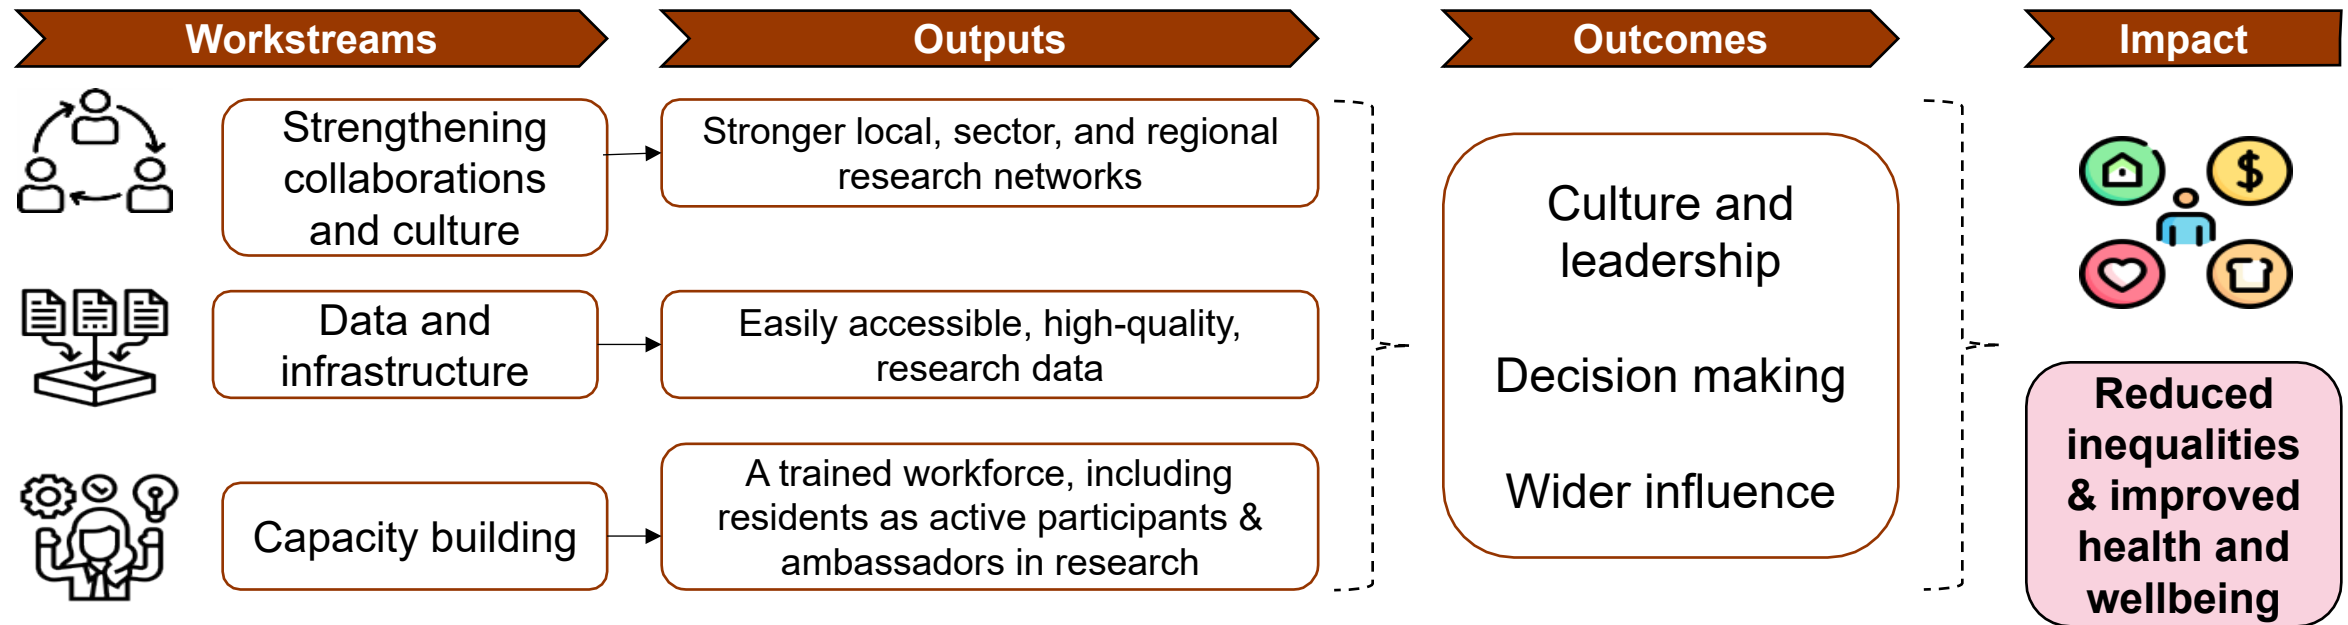 Workstreams
Outputs
Outcomes
Impact
Strengthening
collaborations
and culture
Stronger local, sector, and regional
research networks
Data and
infrastructure
Easily accessible, high-quality,
research data
Capacity building
A trained workforce, including
residents as active participants &
ambassadors in research
Culture and
leadership
Decision making
Wider influence
$
Reduced
inequalities
& improved
health and
wellbeing